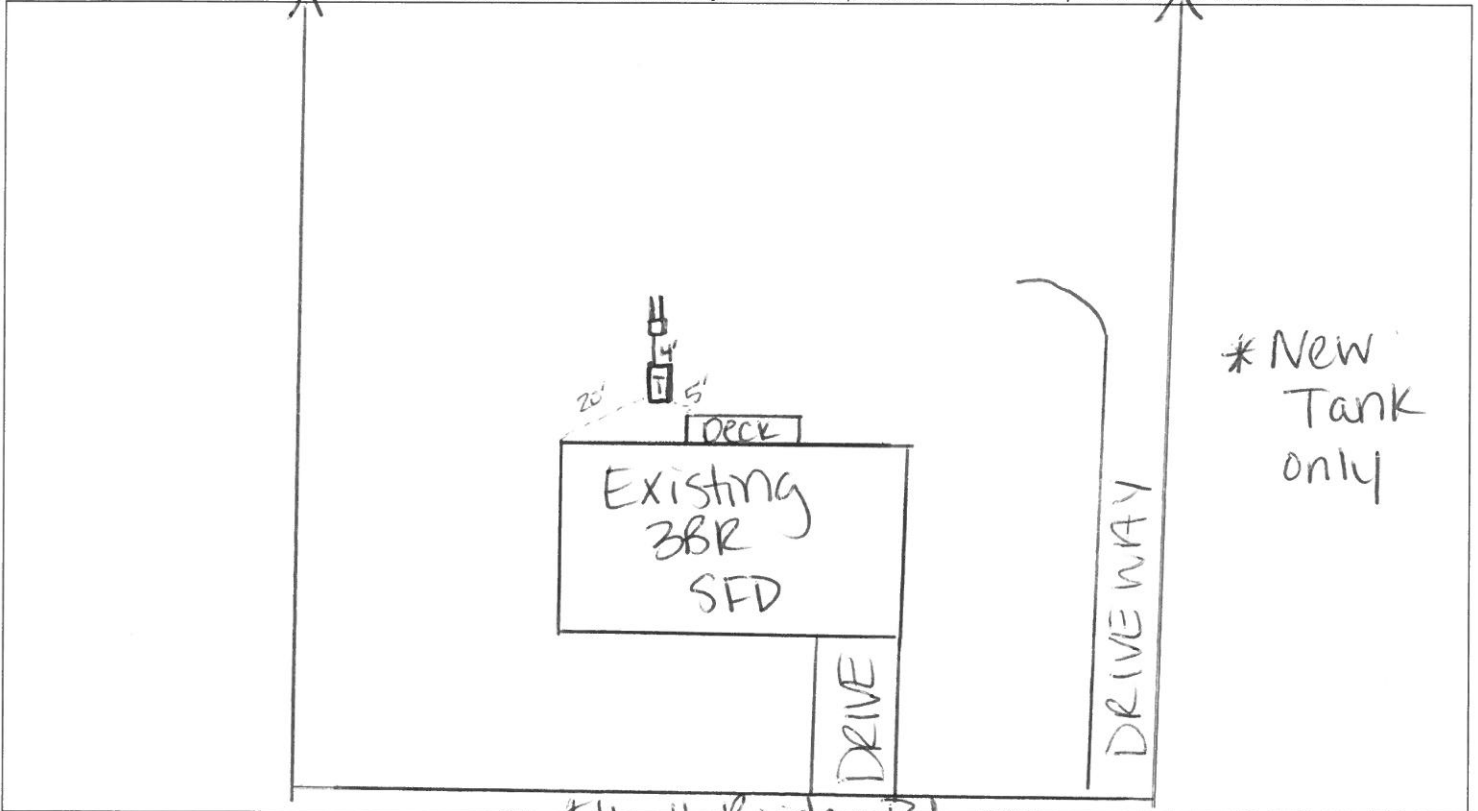 4'
T
20'
5'
Deck
Existing
3BR
SFD
* New
Tank
only
DRIVE
DRIVEWAY